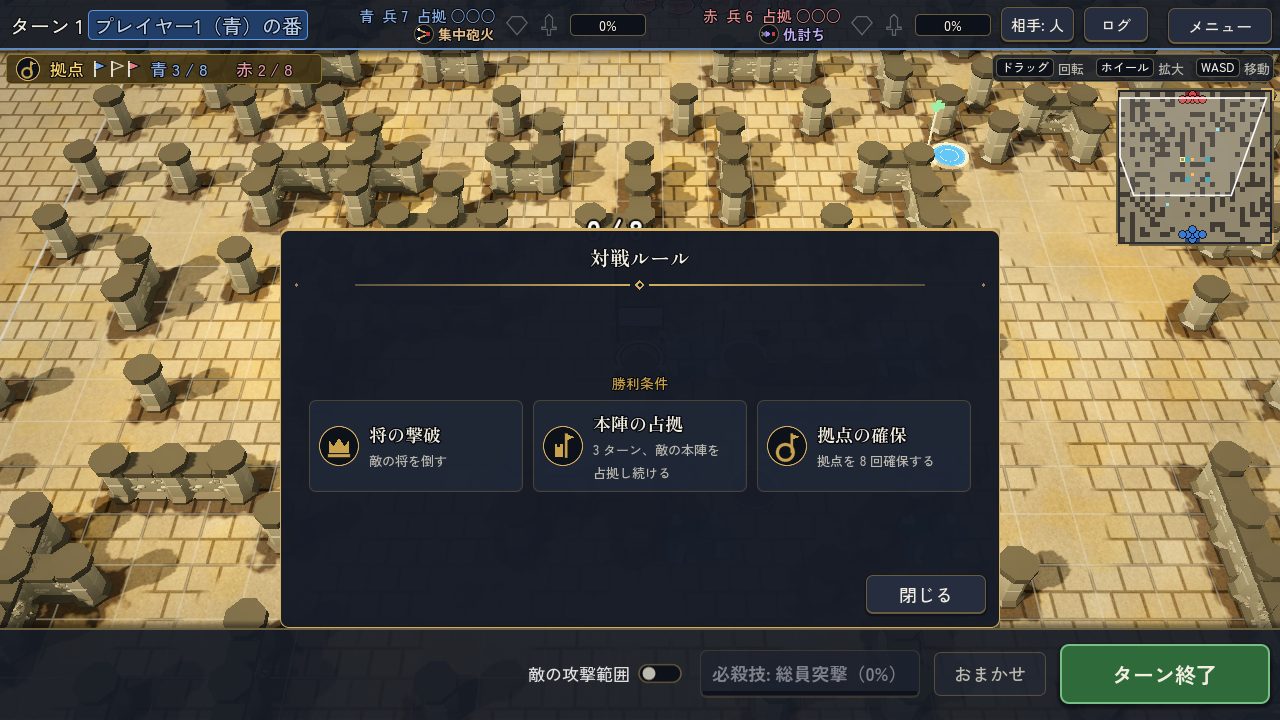 ターン 1 プレイヤー1（青）の番
青 兵 7 占拠 〇〇〇
集中砲火
0%
赤 兵 6 占拠 〇〇〇
仇討ち
0%
相手: 人
ログ
メニュー
拠点 青 3 / 8 赤 2 / 8
ドラッグ 回転 ホイール 拡大 WASD 移動
対戦ルール
勝利条件
将の撃破
敵の将を倒す
本陣の占拠
3 ターン、敵の本陣を
占拠し続ける
拠点の確保
拠点を 8 回確保する
閉じる
敵の攻撃範囲
必殺技: 総員突撃（0%）
おまかせ
ターン終了